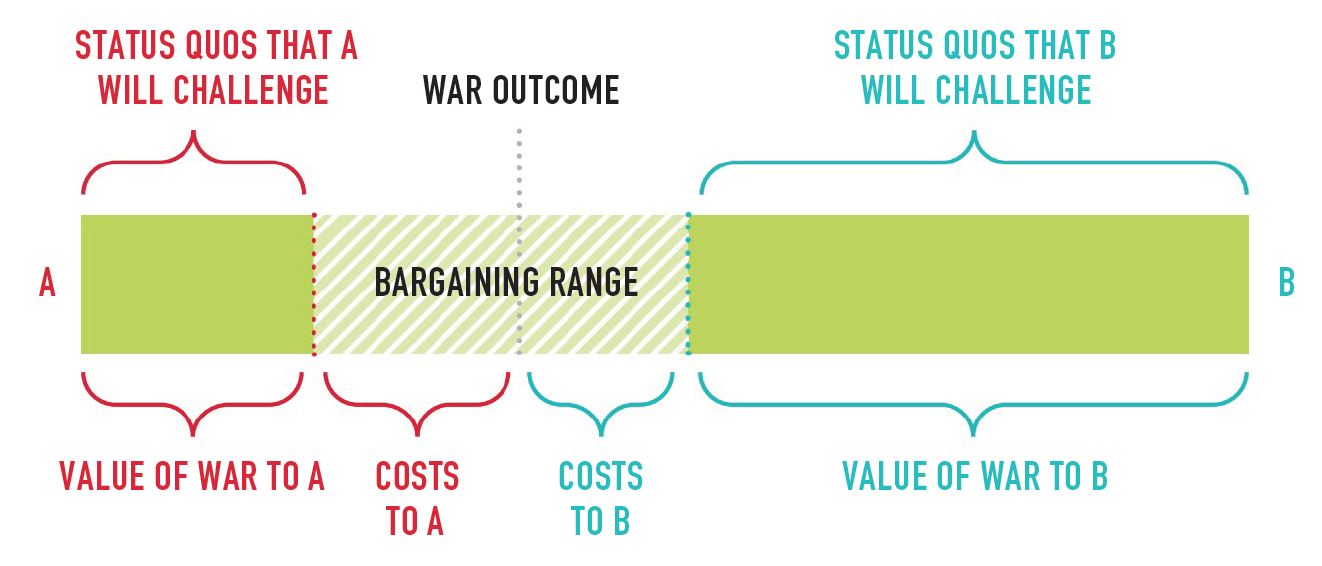 STATUS QUOS THAT A
WILL CHALLENGE
WAR OUTCOME
STATUS QUOS THAT B
WILL CHALLENGE
A
BARGAINING RANGE
B
VALUE OF WAR TO A
COSTS
TO A
COSTS
TO B
VALUE OF WAR TO B